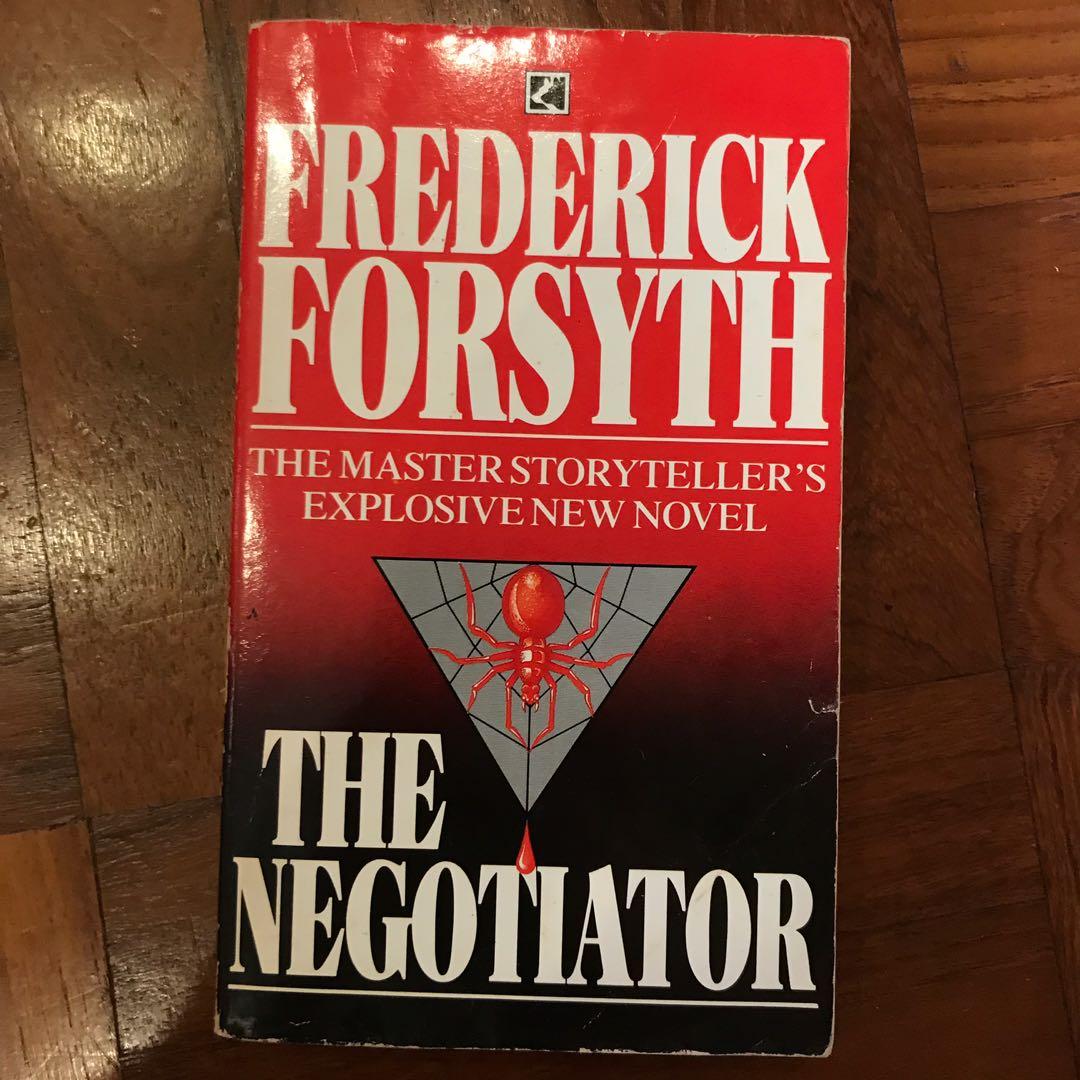 FREDERICK
FORSYTH
THE MASTER STORYTELLER'S
EXPLOSIVE NEW NOVEL
THE
NEGOTIATOR